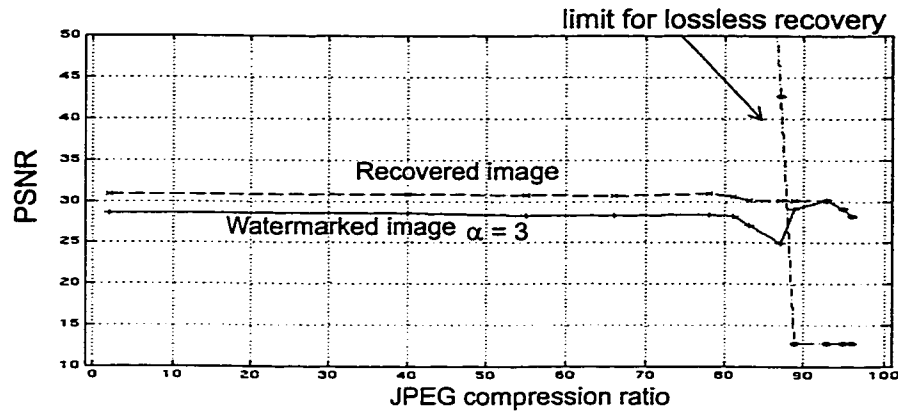 limit for lossless recovery
50
45
40
35
30
25
20
15
10
PSNR
Recovered image
Watermarked image α = 3
0 10 20 30 40 50 60 70 80 90 100
JPEG compression ratio